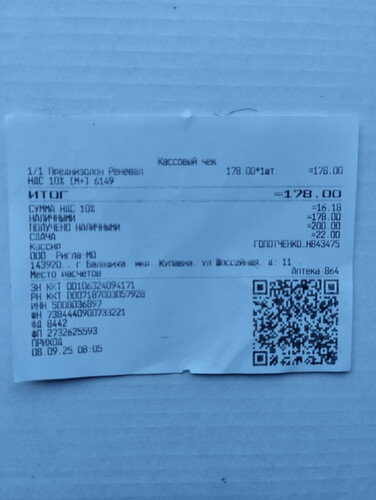 Кассовый чек
1/1 Преднизолон Реневал 178.00*1шт. =178.00
НДС 10% [М+] 6149
ИТОГ =178.00
СУММА НДС 10% =16.18
НАЛИЧНЫМИ =178.00
ПОЛУЧЕНО НАЛИЧНЫМИ =200.00
СДАЧА =22.00
Кассир ГОЛОТЧЕНКО.Н843475
ООО Ригла-МО
143920.. г Балашиха. мкр. Купавна. ул Шоссейная. д: 11
Место расчетов Аптека 864
ЗН ККТ 00106324094171
РН ККТ 0007187003057928
ИНН 5008036897
ФН 7384440900733221
ФД 8442
ФП 2732625593
ПРИХОД
08.09.25 08:05